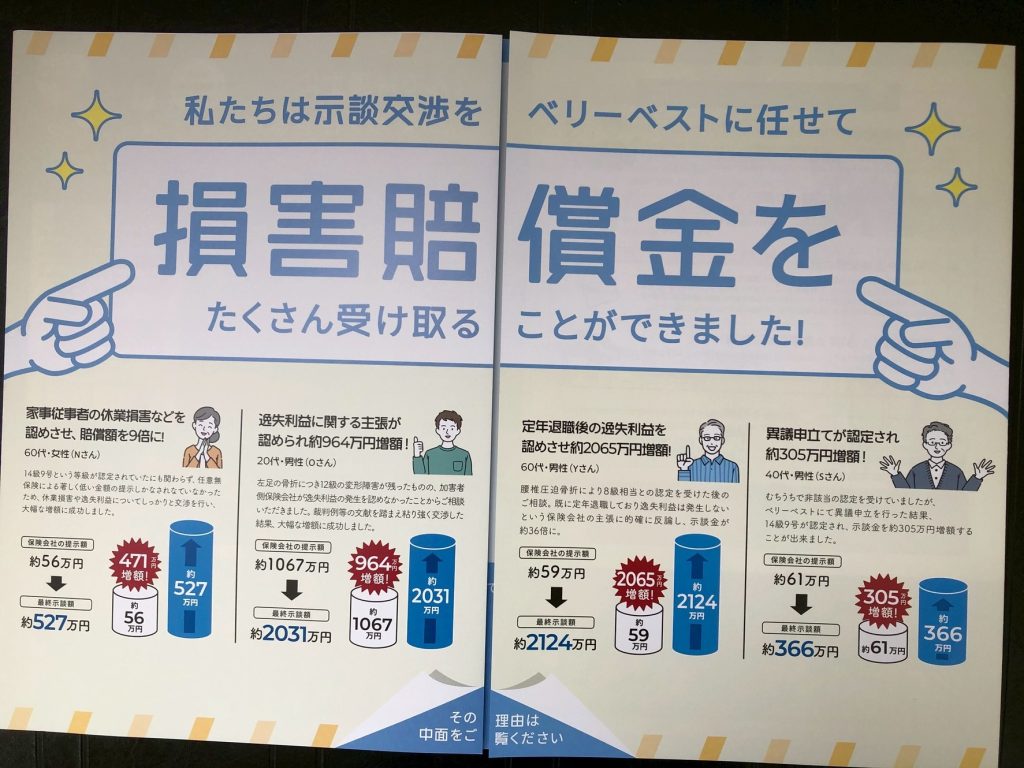 私たちは示談交渉をベリーベストに任せて
損害賠償金を
たくさん受け取ることができました!
家事従事者の休業損害などを
認めさせ、賠償額を9倍に!
60代・女性(Nさん)
14級9号という等級が認定されていたにも関わらず、任意無
保険による著しく低い金額の提示しかなされなていなかっ
たため、休業損害や逸失利益についてしっかりと交渉を行い、
大幅な増額に成功しました。
保険会社の提示額
約56万円
最終示談額
約527万円
471万円
増額!
約
56
万円
約
527
万円
逸失利益に関する主張が
認められ約964万円増額!
20代・男性(Oさん)
左足の骨折につき12級の変形障害が残ったものの、加害者
側保険会社が逸失利益の発生を認めなかったことからご相談
いただきました。裁判例等の文献を踏まえ粘り強く交渉した
結果、大幅な増額に成功しました。
保険会社の提示額
約1067万円
最終示談額
約2031万円
964万円
増額!
約
1067
万円
約
2031
万円
定年退職後の逸失利益を
認めさせ約2065万円増額!
60代・男性(Yさん)
腰椎圧迫骨折により8級相当との認定を受けた後の
ご相談。既に定年退職しており逸失利益は発生しない
という保険会社の主張に的確に反論し、示談金が
約36倍に。
保険会社の提示額
約59万円
最終示談額
約2124万円
2065万円
増額!
約
59
万円
約
2124
万円
異議申立てが認定され
約305万円増額!
40代・男性(Sさん)
むちうちで非該当の認定を受けていましたが、
ベリーベストにて異議申立を行った結果、
14級9号が認定され、示談金を約305万円増額する
ことが出来ました。
保険会社の提示額
約61万円
最終示談額
約366万円
305万円
増額!
約61万円
約
366
万円
その理由は
中面をご覧ください